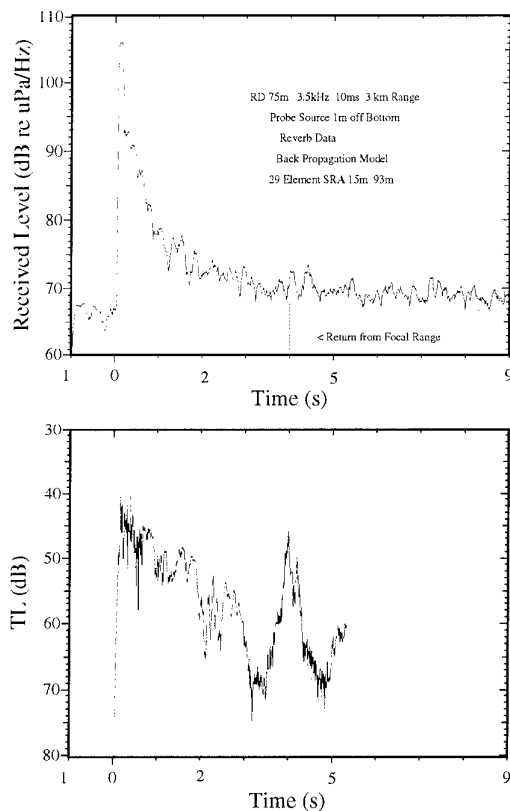 110
100
90
80
70
60
Received Level (dB re uPa/Hz)
RD 75m 3.5kHz 10ms 3 km Range
Probe Source 1m off Bottom
Reverb Data
Back Propagation Model
29 Element SRA 15m 93m
< Return from Focal Range
1 0 2 5 9
Time (s)
30
40
50
60
70
80
TL (dB)
1 0 2 5 9
Time (s)